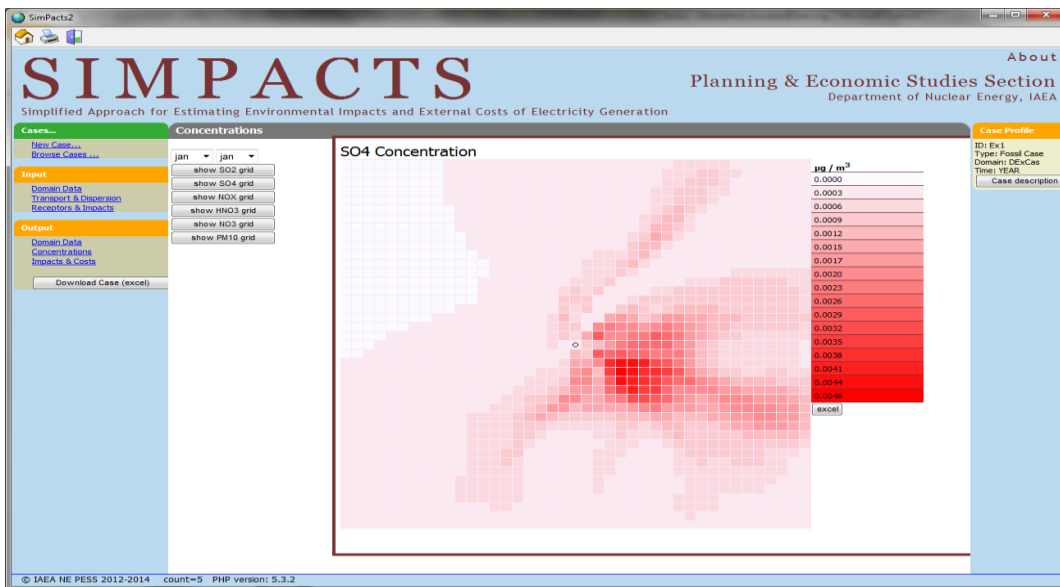 SimPacts2
About
SIMPACTS
Planning & Economic Studies Section
Department of Nuclear Energy, IAEA
Simplified Approach for Estimating Environmental Impacts and External Costs of Electricity Generation
Cases...
New Case...
Browse Cases ...
Input
Domain Data
Transport & Dispersion
Receptors & Impacts
Output
Domain Data
Concentrations
Impacts & Costs
Download Case (excel)
Concentrations
jan jan
show SO2 grid
show SO4 grid
show NOX grid
show HNO3 grid
show NO3 grid
show PM10 grid
SO4 Concentration
µg / m³
0.0000
0.0003
0.0006
0.0009
0.0012
0.0015
0.0017
0.0020
0.0023
0.0026
0.0029
0.0032
0.0035
0.0038
0.0041
0.0044
0.0046
excel
Case Profile
ID: Ex1
Type: Fossil Case
Domain: DExCas
Time: YEAR
Case description
© IAEA NE PESS 2012-2014 count=5 PHP version: 5.3.2